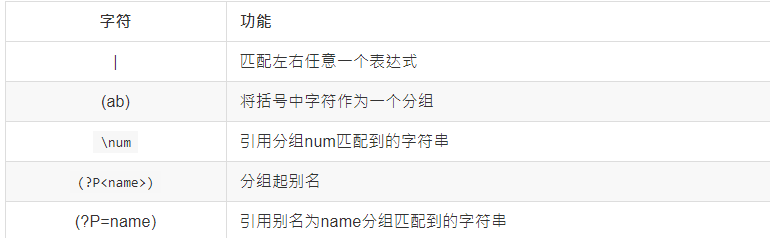 字符 功能
| 匹配左右任意一个表达式
(ab) 将括号中字符作为一个分组
\num 引用分组num匹配到的字符串
(?P<name>) 分组起别名
(?P=name) 引用别名为name分组匹配到的字符串